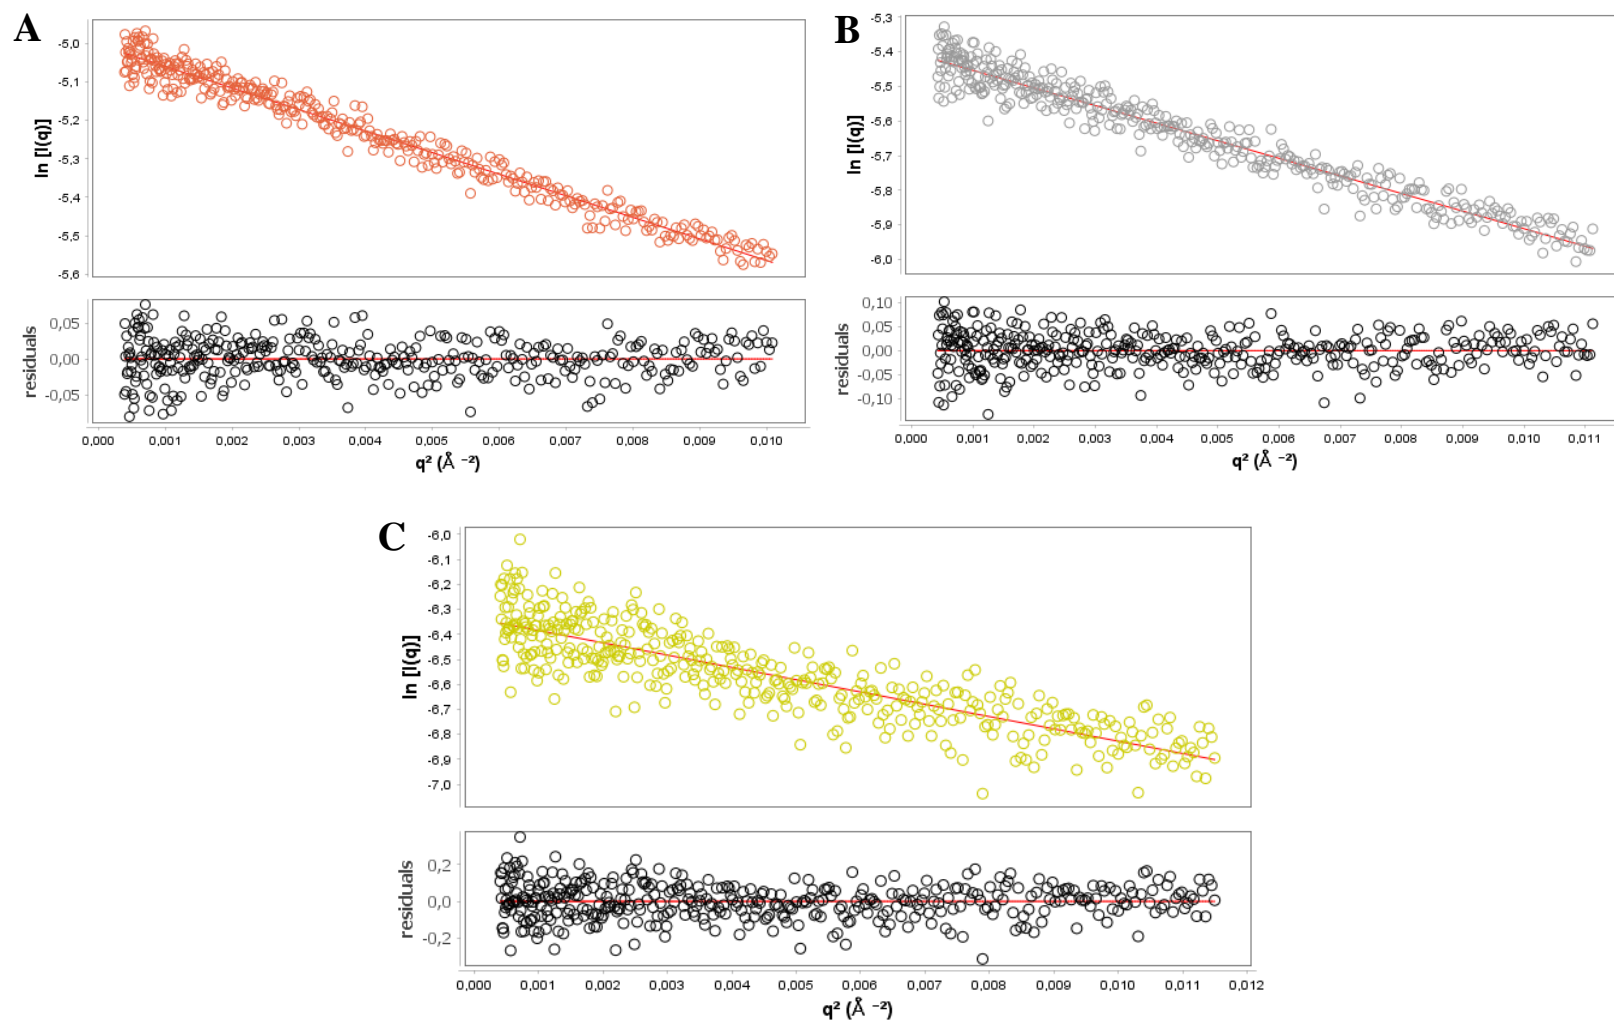 A
-5,0
-5,1
-5,2
-5,3
-5,4
-5,5
-5,6
ln [I(q)]
0,05
0,00
-0,05
residuals
0,000 0,001 0,002 0,003 0,004 0,005 0,006 0,007 0,008 0,009 0,010
q² (Å ⁻²)
B
-5,3
-5,4
-5,5
-5,6
-5,7
-5,8
-5,9
-6,0
ln [I(q)]
0,10
0,05
0,00
-0,05
-0,10
residuals
0,000 0,001 0,002 0,003 0,004 0,005 0,006 0,007 0,008 0,009 0,010 0,011
q² (Å ⁻²)
C
-6,0
-6,1
-6,2
-6,3
-6,4
-6,5
-6,6
-6,7
-6,8
-6,9
-7,0
ln [I(q)]
0,2
0,0
-0,2
residuals
0,000 0,001 0,002 0,003 0,004 0,005 0,006 0,007 0,008 0,009 0,010 0,011 0,012
q² (Å ⁻²)